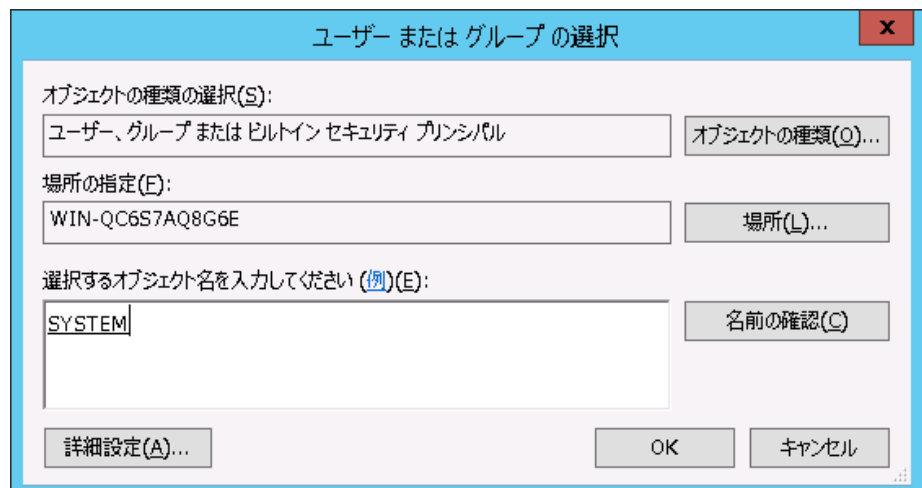 ユーザー または グループ の選択
x
オブジェクトの種類の選択(S):
ユーザー、グループ または ビルトイン セキュリティ プリンシパル
オブジェクトの種類(O)...
場所の指定(F):
WIN-QC6S7AQ8G6E
場所(L)...
選択するオブジェクト名を入力してください (例)(E):
SYSTEM
名前の確認(C)
詳細設定(A)...
OK
キャンセル